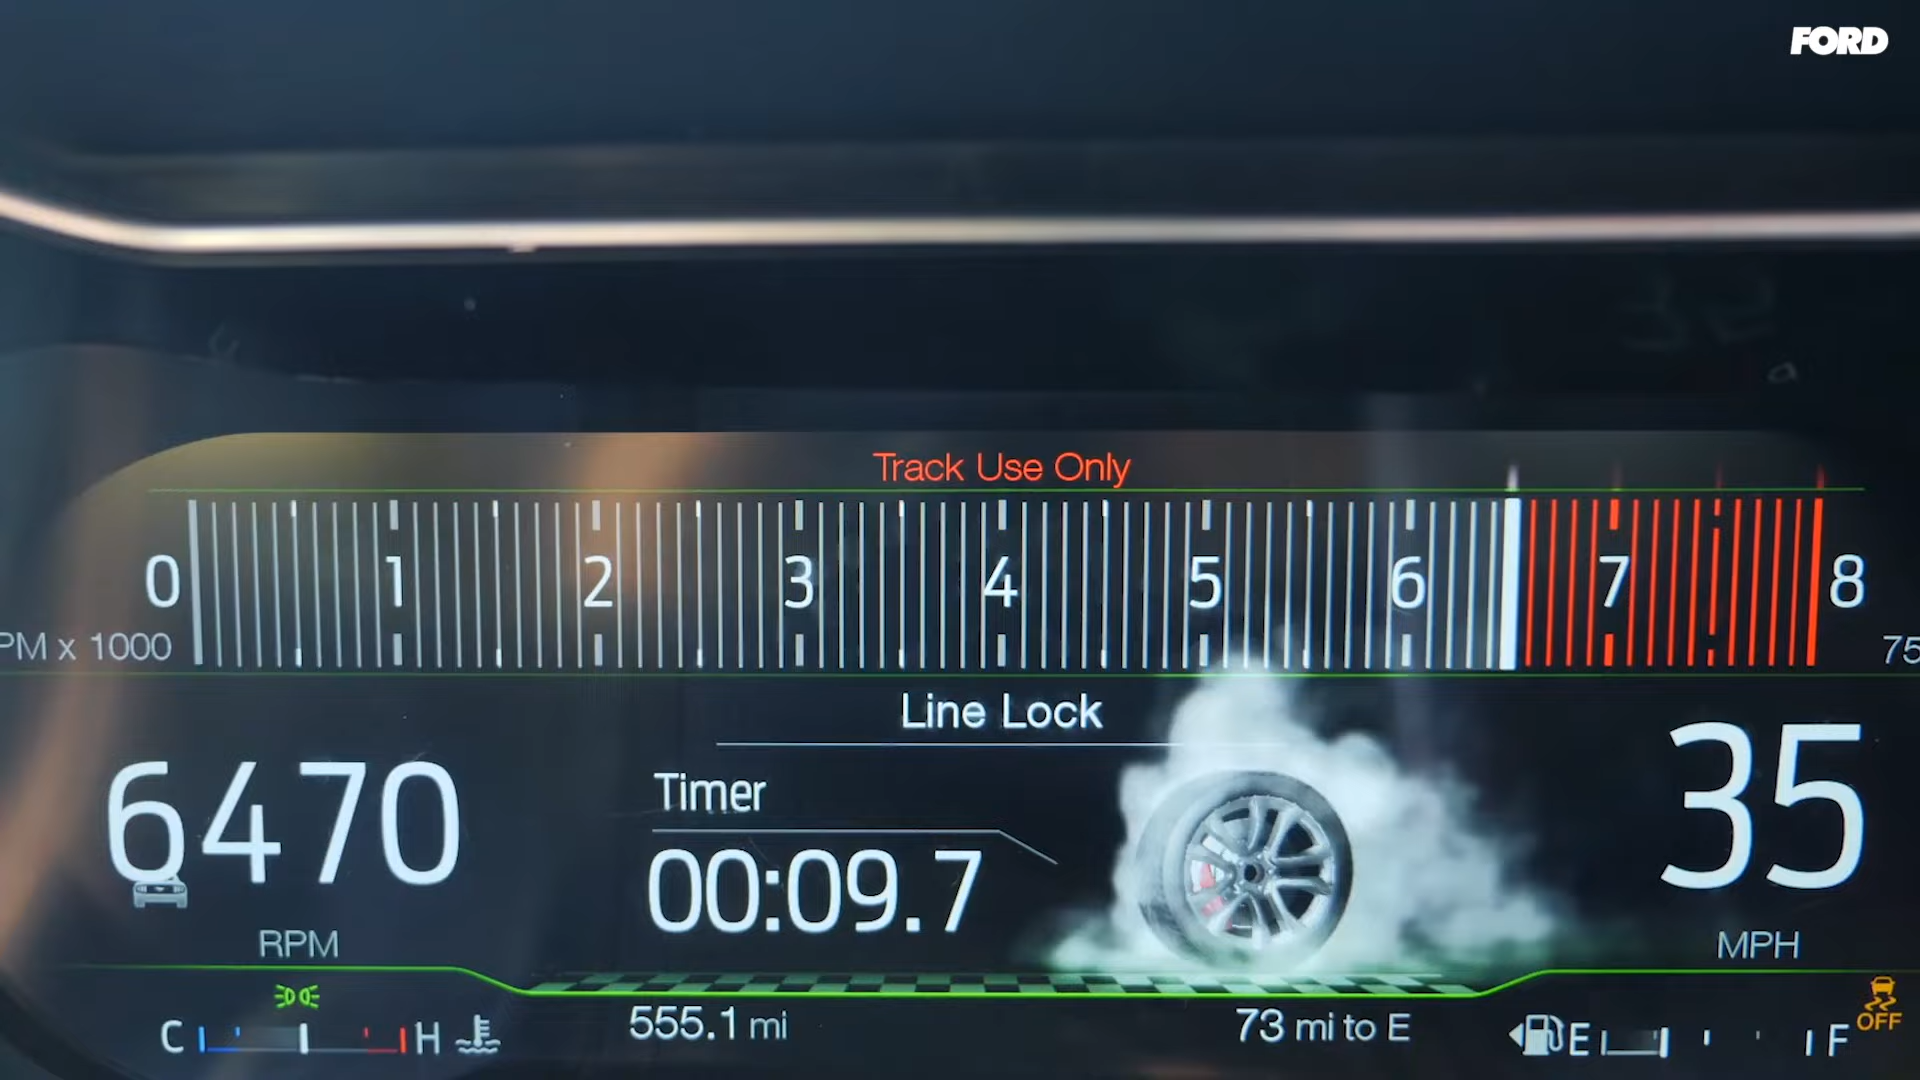 FORD
Track Use Only
0 1 2 3 4 5 6 7 8
PM x 1000
75
Line Lock
6470
RPM
Timer
00:09.7
35
MPH
C H
555.1 mi
73 mi to E
E F
OFF